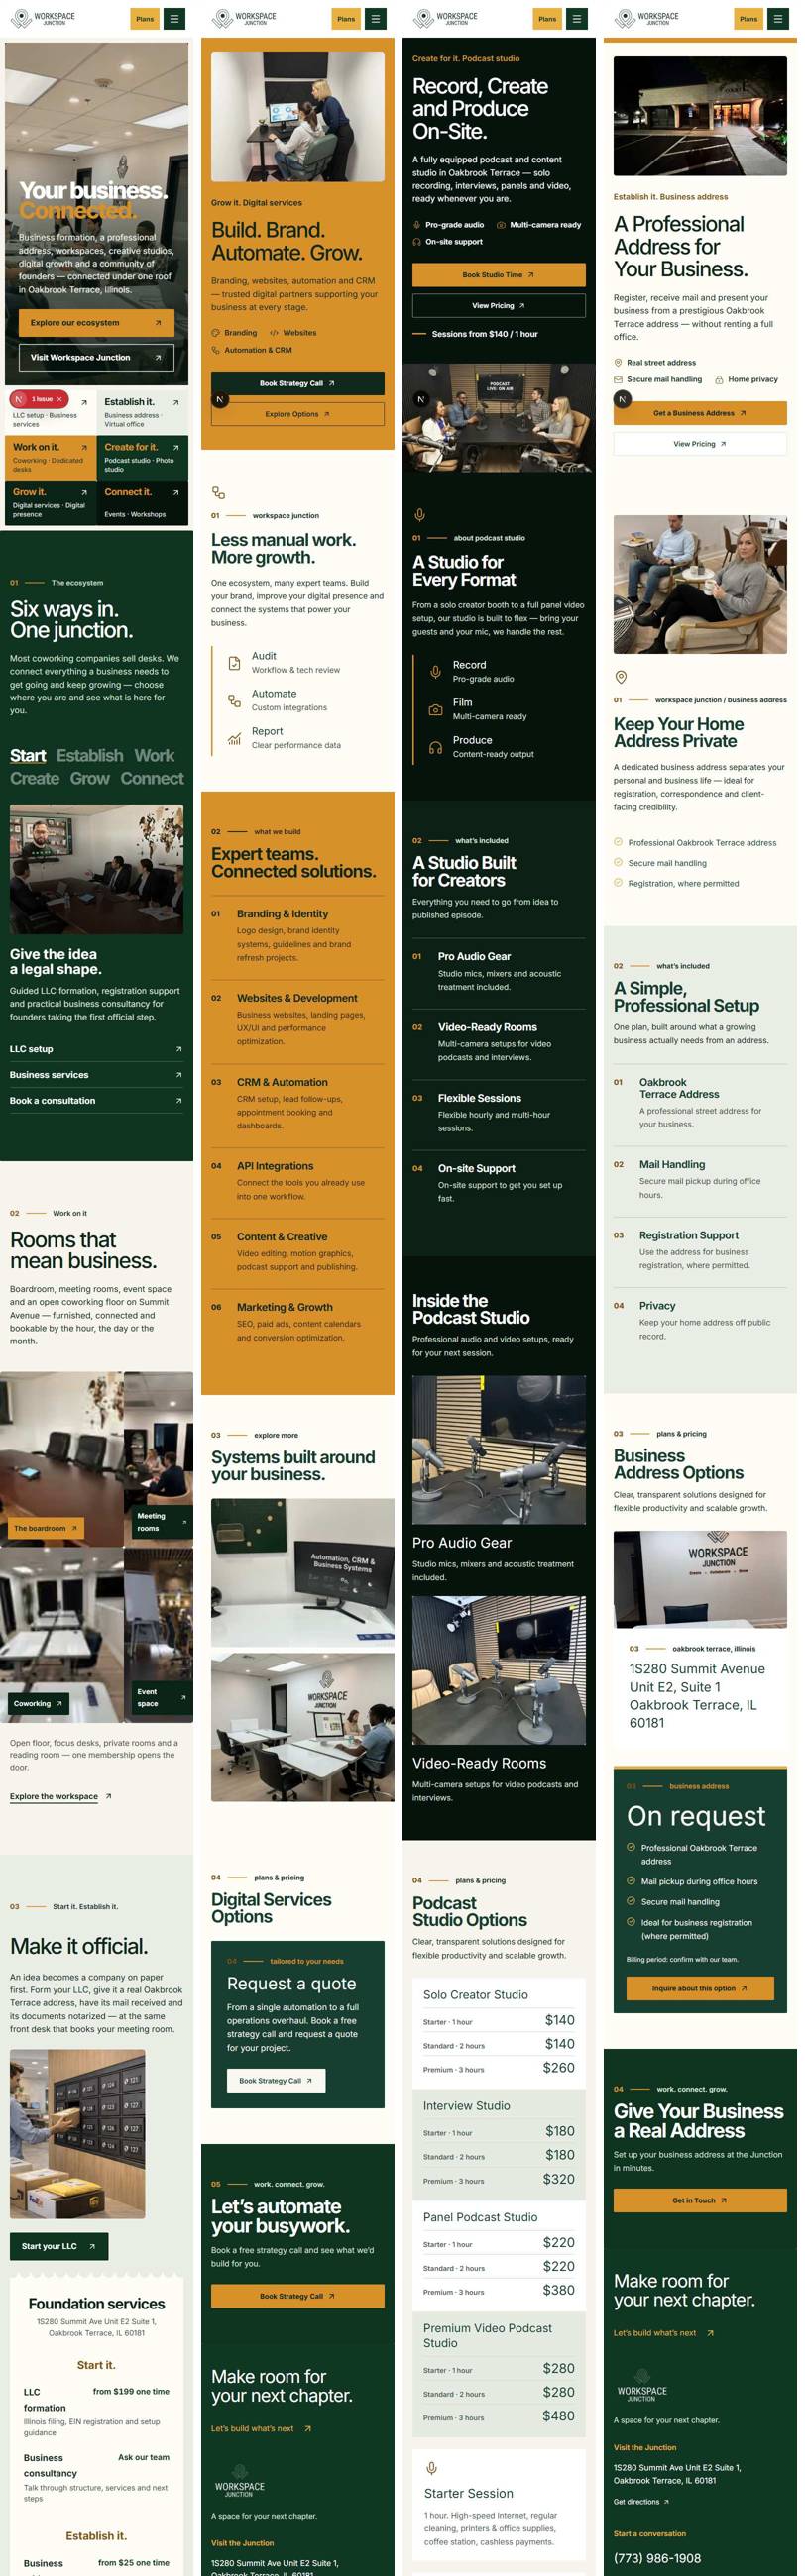 WORKSPACE
JUNCTION
Plans
Your business.
Connected.
Business formation, a professional
address, workspaces, creative studios,
digital growth and a community of
founders — connected under one roof
in Oakbrook Terrace, Illinois.
Explore our ecosystem
Visit Workspace Junction
N 1 Issue ×
LLC setup · Business
services
Establish it.
Business address ·
Virtual office
Work on it.
Coworking · Dedicated
desks
Create for it.
Podcast studio · Photo
studio
Grow it.
Digital services · Digital
presence
Connect it.
Events · Workshops
01 The ecosystem
Six ways in.
One junction.
Most coworking companies sell desks. We
connect everything a business needs to
get going and keep growing — choose
where you are and see what is here for
you.
Start Establish Work
Create Grow Connect
Give the idea
a legal shape.
Guided LLC formation, registration support
and practical business consultancy for
founders taking the first official step.
LLC setup
Business services
Book a consultation
02 Work on it
Rooms that
mean business.
Boardroom, meeting rooms, event space
and an open coworking floor on Summit
Avenue — furnished, connected and
bookable by the hour, the day or the
month.
The boardroom
Meeting
rooms
Coworking
Event
space
Open floor, focus desks, private rooms and a
reading room — one membership opens the
door.
Explore the workspace
03 Start it. Establish it.
Make it official.
An idea becomes a company on paper
first. Form your LLC, give it a real Oakbrook
Terrace address, have its mail received and
its documents notarized — at the same
front desk that books your meeting room.
FedEx
Start your LLC
Foundation services
1S280 Summit Ave Unit E2 Suite 1,
Oakbrook Terrace, IL 60181
Start it.
LLC
formation
from $199 one time
Illinois filing, EIN registration and setup
guidance
Business
consultancy
Ask our team
Talk through structure, services and next
steps
Establish it.
Business
from $25 one time
WORKSPACE
JUNCTION
Plans
Grow it. Digital services
Build. Brand.
Automate. Grow.
Branding, websites, automation and CRM
— trusted digital partners supporting your
business at every stage.
Branding
Websites
Automation & CRM
Book Strategy Call
N
Explore Options
01 workspace junction
Less manual work.
More growth.
One ecosystem, many expert teams. Build
your brand, improve your digital presence and
connect the systems that power your
business.
Audit
Workflow & tech review
Automate
Custom integrations
Report
Clear performance data
02 what we build
Expert teams.
Connected solutions.
01 Branding & Identity
Logo design, brand identity
systems, guidelines and brand
refresh projects.
02 Websites & Development
Business websites, landing pages,
UX/UI and performance
optimization.
03 CRM & Automation
CRM setup, lead follow-ups,
appointment booking and
dashboards.
04 API Integrations
Connect the tools you already use
into one workflow.
05 Content & Creative
Video editing, motion graphics,
podcast support and publishing.
06 Marketing & Growth
SEO, paid ads, content calendars
and conversion optimization.
03 explore more
Systems built around
your business.
Automation, CRM &
Business Systems
WORKSPACE
JUNCTION
04 plans & pricing
Digital Services
Options
04 tailored to your needs
Request a quote
From a single automation to a full
operations overhaul. Book a free
strategy call and request a quote
for your project.
Book Strategy Call
05 work. connect. grow.
Let's automate
your busywork.
Book a free strategy call and see what we'd
build for you.
Book Strategy Call
Make room for
your next chapter.
Let's build what's next
WORKSPACE
JUNCTION
A space for your next chapter.
Visit the Junction
1S280 Summit Ave Unit E2 Suite 1,
Oakbrook Terrace, IL 60181
WORKSPACE
JUNCTION
Plans
Create for it. Podcast studio
Record, Create
and Produce
On-Site.
A fully equipped podcast and content
studio in Oakbrook Terrace — solo
recording, interviews, panels and video,
ready whenever you are.
Pro-grade audio
Multi-camera ready
On-site support
Book Studio Time
View Pricing
Sessions from $140 / 1 hour
PODCAST
LIVE: ON AIR
N
01 about podcast studio
A Studio for
Every Format
From a solo creator booth to a full panel video
setup, our studio is built to flex — bring your
guests and your mic, we handle the rest.
Record
Pro-grade audio
Film
Multi-camera ready
Produce
Content-ready output
02 what's included
A Studio Built
for Creators
Everything you need to go from idea to
published episode.
01 Pro Audio Gear
Studio mics, mixers and acoustic
treatment included.
02 Video-Ready Rooms
Multi-camera setups for video
podcasts and interviews.
03 Flexible Sessions
Flexible hourly and multi-hour
sessions.
04 On-site Support
On-site support to get you set up
fast.
Inside the
Podcast Studio
Professional audio and video setups, ready
for your next session.
Pro Audio Gear
Studio mics, mixers and acoustic treatment
included.
Video-Ready Rooms
Multi-camera setups for video podcasts and
interviews.
04 plans & pricing
Podcast
Studio Options
Clear, transparent solutions designed for
flexible productivity and scalable growth.
Solo Creator Studio
Starter · 1 hour $140
Standard · 2 hours $140
Premium · 3 hours $260
Interview Studio
Starter · 1 hour $180
Standard · 2 hours $180
Premium · 3 hours $320
Panel Podcast Studio
Starter · 1 hour $220
Standard · 2 hours $220
Premium · 3 hours $380
Premium Video Podcast
Studio
Starter · 1 hour $280
Standard · 2 hours $280
Premium · 3 hours $480
Starter Session
1 hour. High-speed Internet, regular
cleaning, printers & office supplies,
coffee station, cashless payments.
WORKSPACE
JUNCTION
Plans
Establish it. Business address
A Professional
Address for
Your Business.
Register, receive mail and present your
business from a prestigious Oakbrook
Terrace address — without renting a full
office.
Real street address
Secure mail handling
Home privacy
N
Get a Business Address
View Pricing
01 workspace junction / business address
Keep Your Home
Address Private
A dedicated business address separates your
personal and business life — ideal for
registration, correspondence and client-
facing credibility.
Professional Oakbrook Terrace address
Secure mail handling
Registration, where permitted
02 what's included
A Simple,
Professional Setup
One plan, built around what a growing
business actually needs from an address.
01 Oakbrook
Terrace Address
A professional street address for
your business.
02 Mail Handling
Secure mail pickup during office
hours.
03 Registration Support
Use the address for business
registration, where permitted.
04 Privacy
Keep your home address off public
record.
03 plans & pricing
Business
Address Options
Clear, transparent solutions designed for
flexible productivity and scalable growth.
WORKSPACE
JUNCTION
03 oakbrook terrace, illinois
1S280 Summit Avenue
Unit E2, Suite 1
Oakbrook Terrace, IL
60181
03 business address
On request
Professional Oakbrook Terrace
address
Mail pickup during office hours
Secure mail handling
Ideal for business registration
(where permitted)
Billing period: confirm with our team.
Inquire about this option
04 work. connect. grow.
Give Your Business
a Real Address
Set up your business address at the Junction
in minutes.
Get in Touch
Make room for
your next chapter.
Let's build what's next
WORKSPACE
JUNCTION
A space for your next chapter.
Visit the Junction
1S280 Summit Ave Unit E2 Suite 1,
Oakbrook Terrace, IL 60181
Get directions
Start a conversation
(773) 986-1908